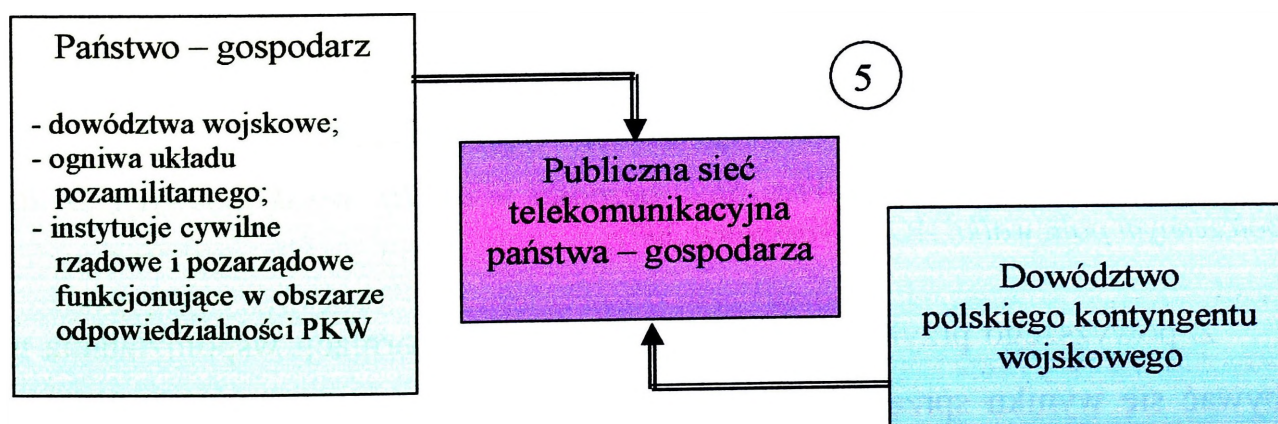 Państwo – gospodarz
- dowództwa wojskowe;
- ogniwa układu
pozamilitarnego;
- instytucje cywilne
rządowe i pozarządowe
funkcjonujące w obszarze
odpowiedzialności PKW
5
Publiczna sieć
telekomunikacyjna
państwa – gospodarza
Dowództwo
polskiego kontyngentu
wojskowego